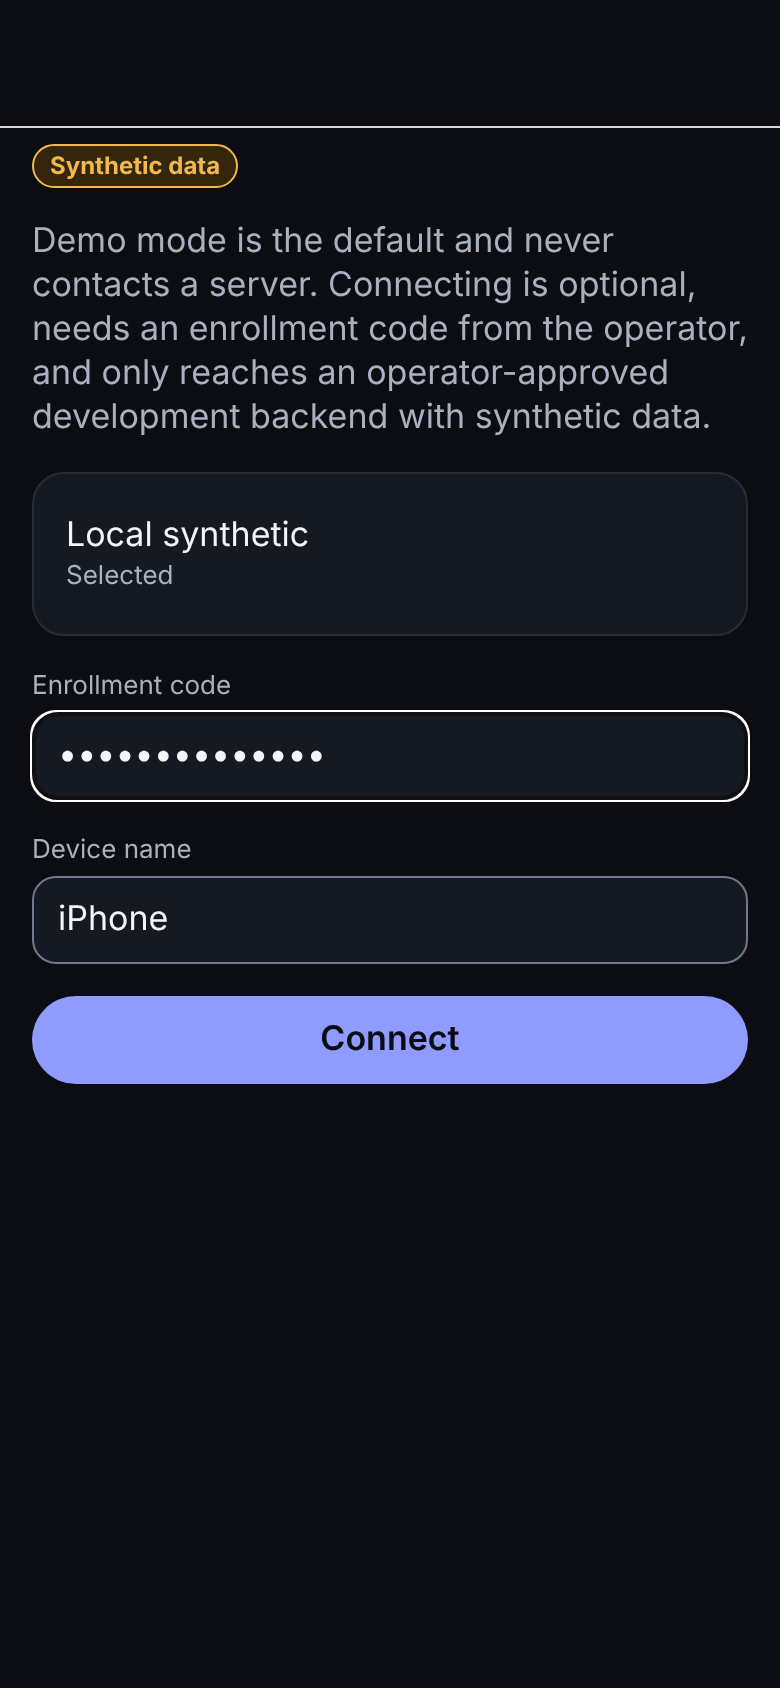 Synthetic data
Demo mode is the default and never
contacts a server. Connecting is optional,
needs an enrollment code from the operator,
and only reaches an operator-approved
development backend with synthetic data.
Local synthetic
Selected
Enrollment code
••••••••••••••
Device name
iPhone
Connect